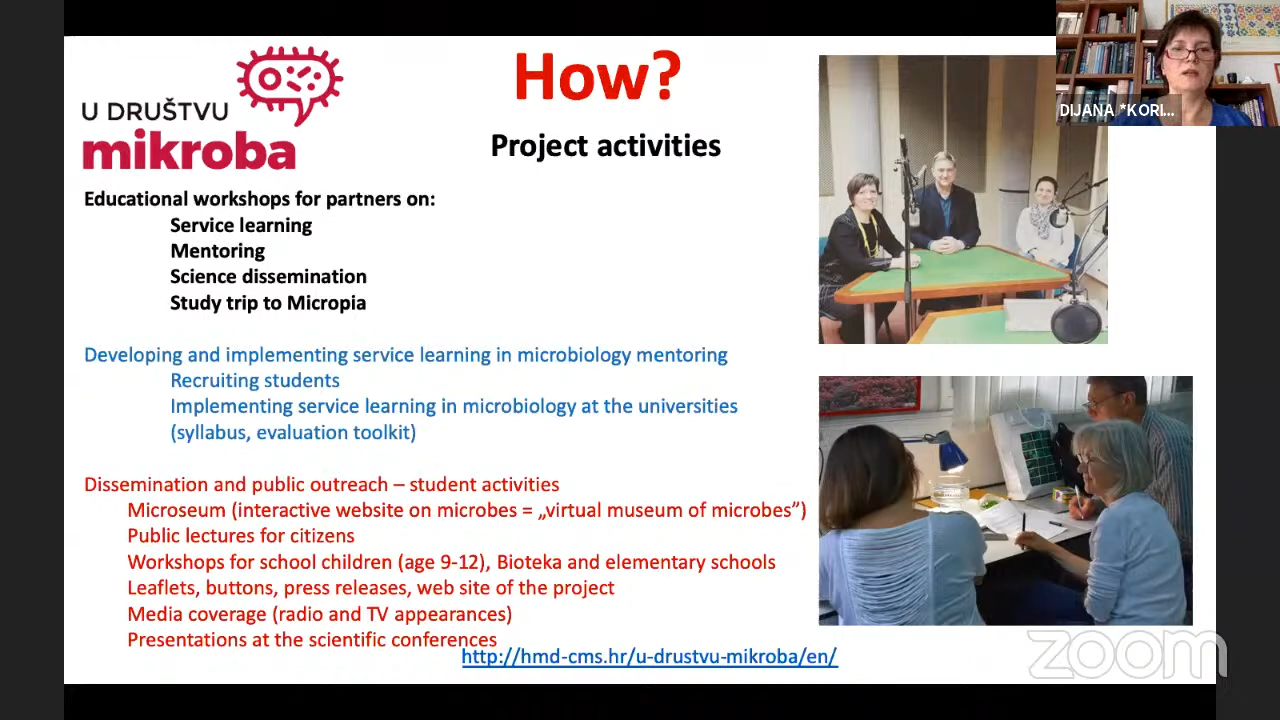 U DRUŠTVU
mikroba
How?
Project activities
DIJANA *KORI...
Educational workshops for partners on:
Service learning
Mentoring
Science dissemination
Study trip to Micropia
Developing and implementing service learning in microbiology mentoring
Recruiting students
Implementing service learning in microbiology at the universities
(syllabus, evaluation toolkit)
Dissemination and public outreach – student activities
Microseum (interactive website on microbes = „virtual museum of microbes”)
Public lectures for citizens
Workshops for school children (age 9-12), Bioteka and elementary schools
Leaflets, buttons, press releases, web site of the project
Media coverage (radio and TV appearances)
Presentations at the scientific conferences
http://hmd-cms.hr/u-drustvu-mikroba/en/
zoom